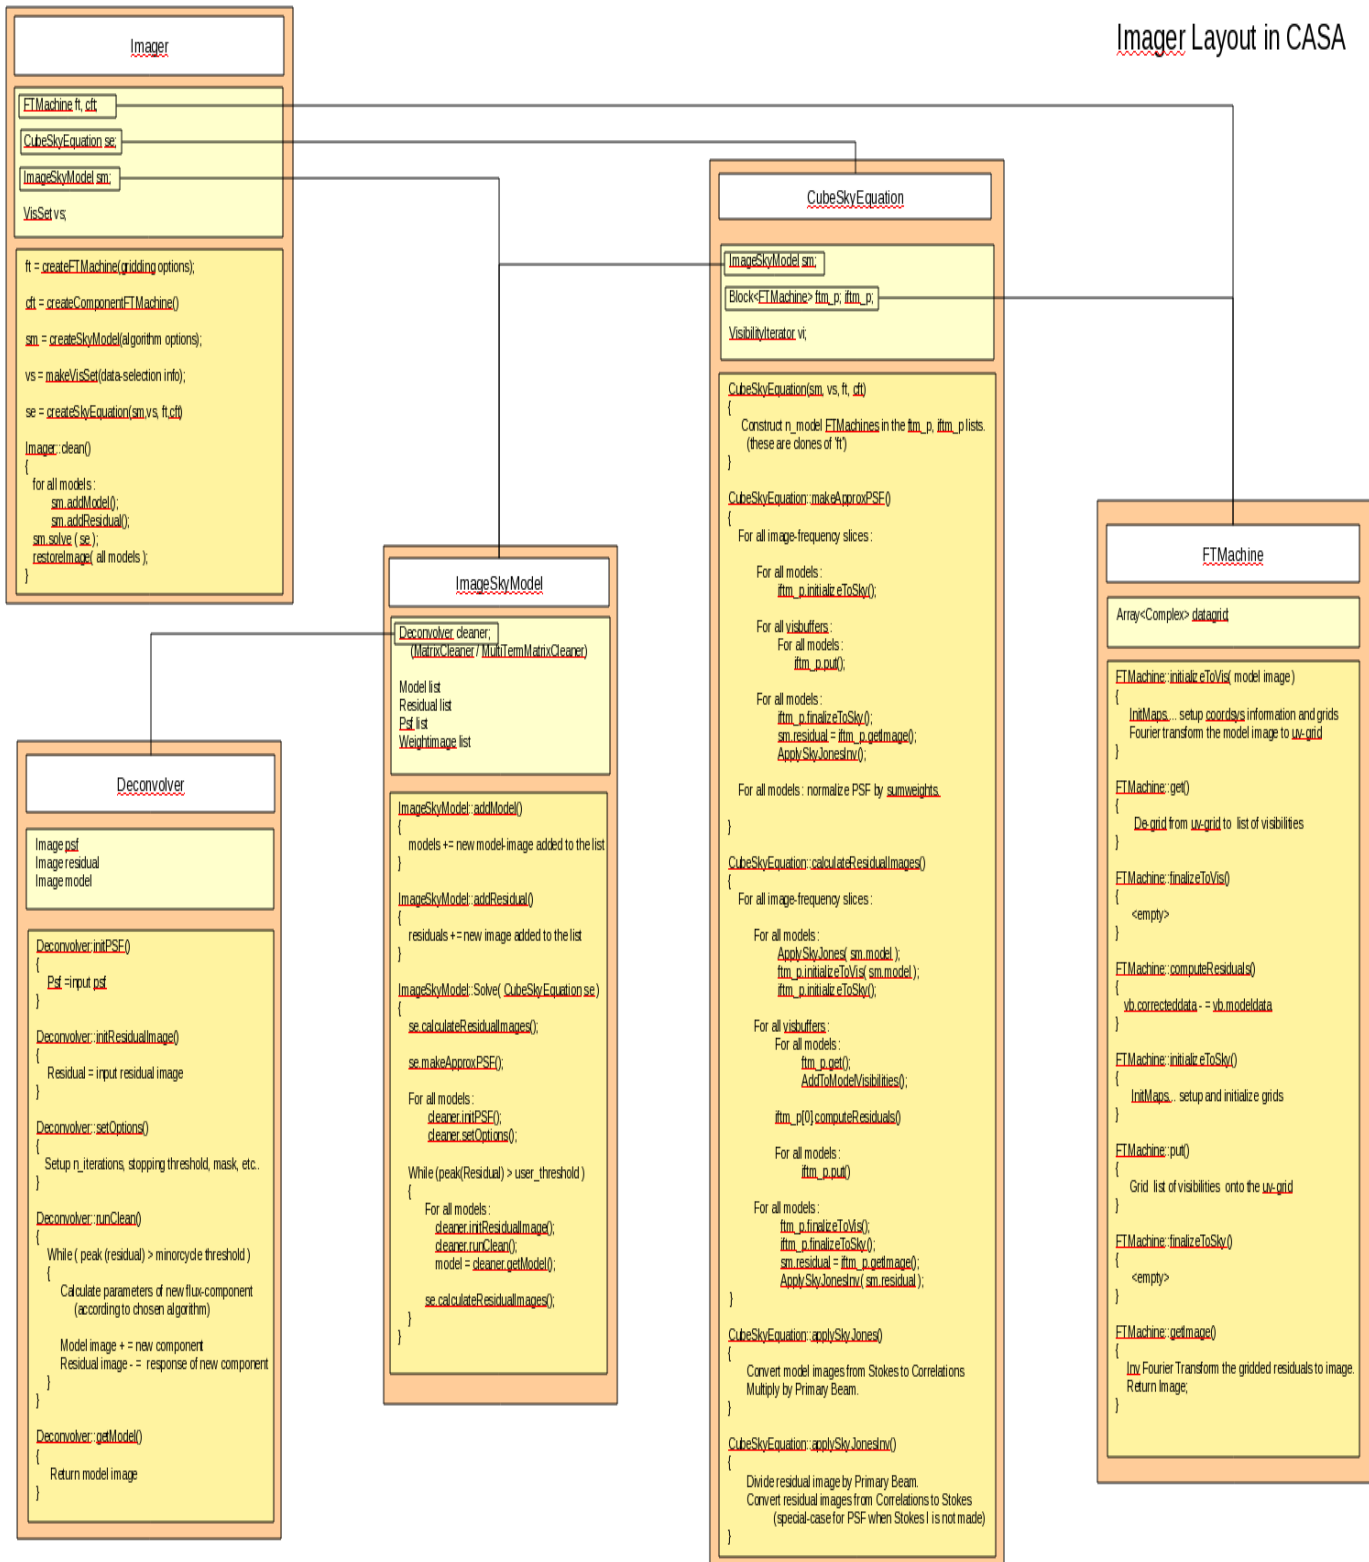 Imager Layout in CASA
Imager
FTMachine ft, cft;
CubeSkyEquation se;
ImageSkyModel sm;
VisSet vs;
ft = createFTMachine(gridding options);
cft = createComponentFTMachine()
sm = createSkyModel(algorithm options);
vs = makeVisSet(data-selection info);
se = createSkyEquation(sm,vs, ft,cft)
Imager::clean()
{
for all models :
sm.addModel();
sm.addResidual();
sm.solve ( se );
restoreImage( all models );
}
Deconvolver
Image psf
Image residual
Image model
Deconvolver:initPSF()
{
Psf =input psf
}
Deconvolver::initResidualImage()
{
Residual = input residual image
}
Deconvolver::setOptions()
{
Setup n_iterations, stopping threshold, mask, etc..
}
Deconvolver::runClean()
{
While ( peak (residual) > minorcycle threshold )
{
Calculate parameters of new flux-component
(according to chosen algorithm)
Model image + = new component
Residual image - = response of new component
}
}
Deconvolver::getModel()
{
Return model image
}
ImageSkyModel
Deconvolver cleaner;
(MatrixCleaner / MultiTermMatrixCleaner)
Model list
Residual list
Psf list
Weightimage list
ImageSkyModel::addModel()
{
models += new model-image added to the list
}
ImageSkyModel::addResidual()
{
residuals += new image added to the list
}
ImageSkyModel::Solve( CubeSkyEquation se )
{
se.calculateResidualImages();
se.makeApproxPSF();
For all models :
cleaner.initPSF();
cleaner.setOptions();
While (peak(Residual) > user_threshold )
{
For all models :
cleaner.initResidualImage();
cleaner.runClean();
model = cleaner.getModel();
se.calculateResidualImages();
}
}
CubeSkyEquation
ImageSkyModel sm;
Block<FTMachine> ftm_p; iftm_p;
VisibilityIterator vi;
CubeSkyEquation(sm, vs, ft, cft)
{
Construct n_model FTMachines in the ftm_p, iftm_p lists.
(these are clones of 'ft')
}
CubeSkyEquation::makeApproxPSF()
{
For all image-frequency slices :
For all models :
iftm_p.initializeToSky();
For all visbuffers :
For all models :
iftm_p.put();
For all models :
iftm_p.finalizeToSky();
sm.residual = iftm_p.getImage();
ApplySkyJonesInv();
For all models : normalize PSF by sumweights.
}
CubeSkyEquation::calculateResidualImages()
{
For all image-frequency slices :
For all models :
ApplySkyJones( sm.model );
ftm_p.initializeToVis( sm.model );
iftm_p.initializeToSky();
For all visbuffers :
For all models :
ftm_p.get();
AddToModelVisibilities();
iftm_p[0].computeResiduals()
For all models :
iftm_p.put()
For all models :
ftm_p.finalizeToVis();
iftm_p.finalizeToSky();
sm.residual = iftm_p.getImage();
ApplySkyJonesInv( sm.residual );
}
CubeSkyEquation::applySkyJones()
{
Convert model images from Stokes to Correlations
Multiply by Primary Beam.
}
CubeSkyEquation::applySkyJonesInv()
{
Divide residual image by Primary Beam.
Convert residual images from Correlations to Stokes
(special-case for PSF when Stokes I is not made)
}
FTMachine
Array<Complex> datagrid;
FTMachine::initializeToVis( model image )
{
InitMaps... setup coordsys information and grids
Fourier transform the model image to uv-grid
}
FTMachine::get()
{
De-grid from uv-grid to list of visibilities
}
FTMachine::finalizeToVis()
{
<empty>
}
FTMachine::computeResiduals()
{
vb.correcteddata - = vb.modeldata
}
FTMachine::initializeToSky()
{
InitMaps... setup and initialize grids
}
FTMachine::put()
{
Grid list of visibilities onto the uv-grid
}
FTMachine::finalizeToSky()
{
<empty>
}
FTMachine::getImage()
{
Inv Fourier Transform the gridded residuals to image.
Return Image;
}